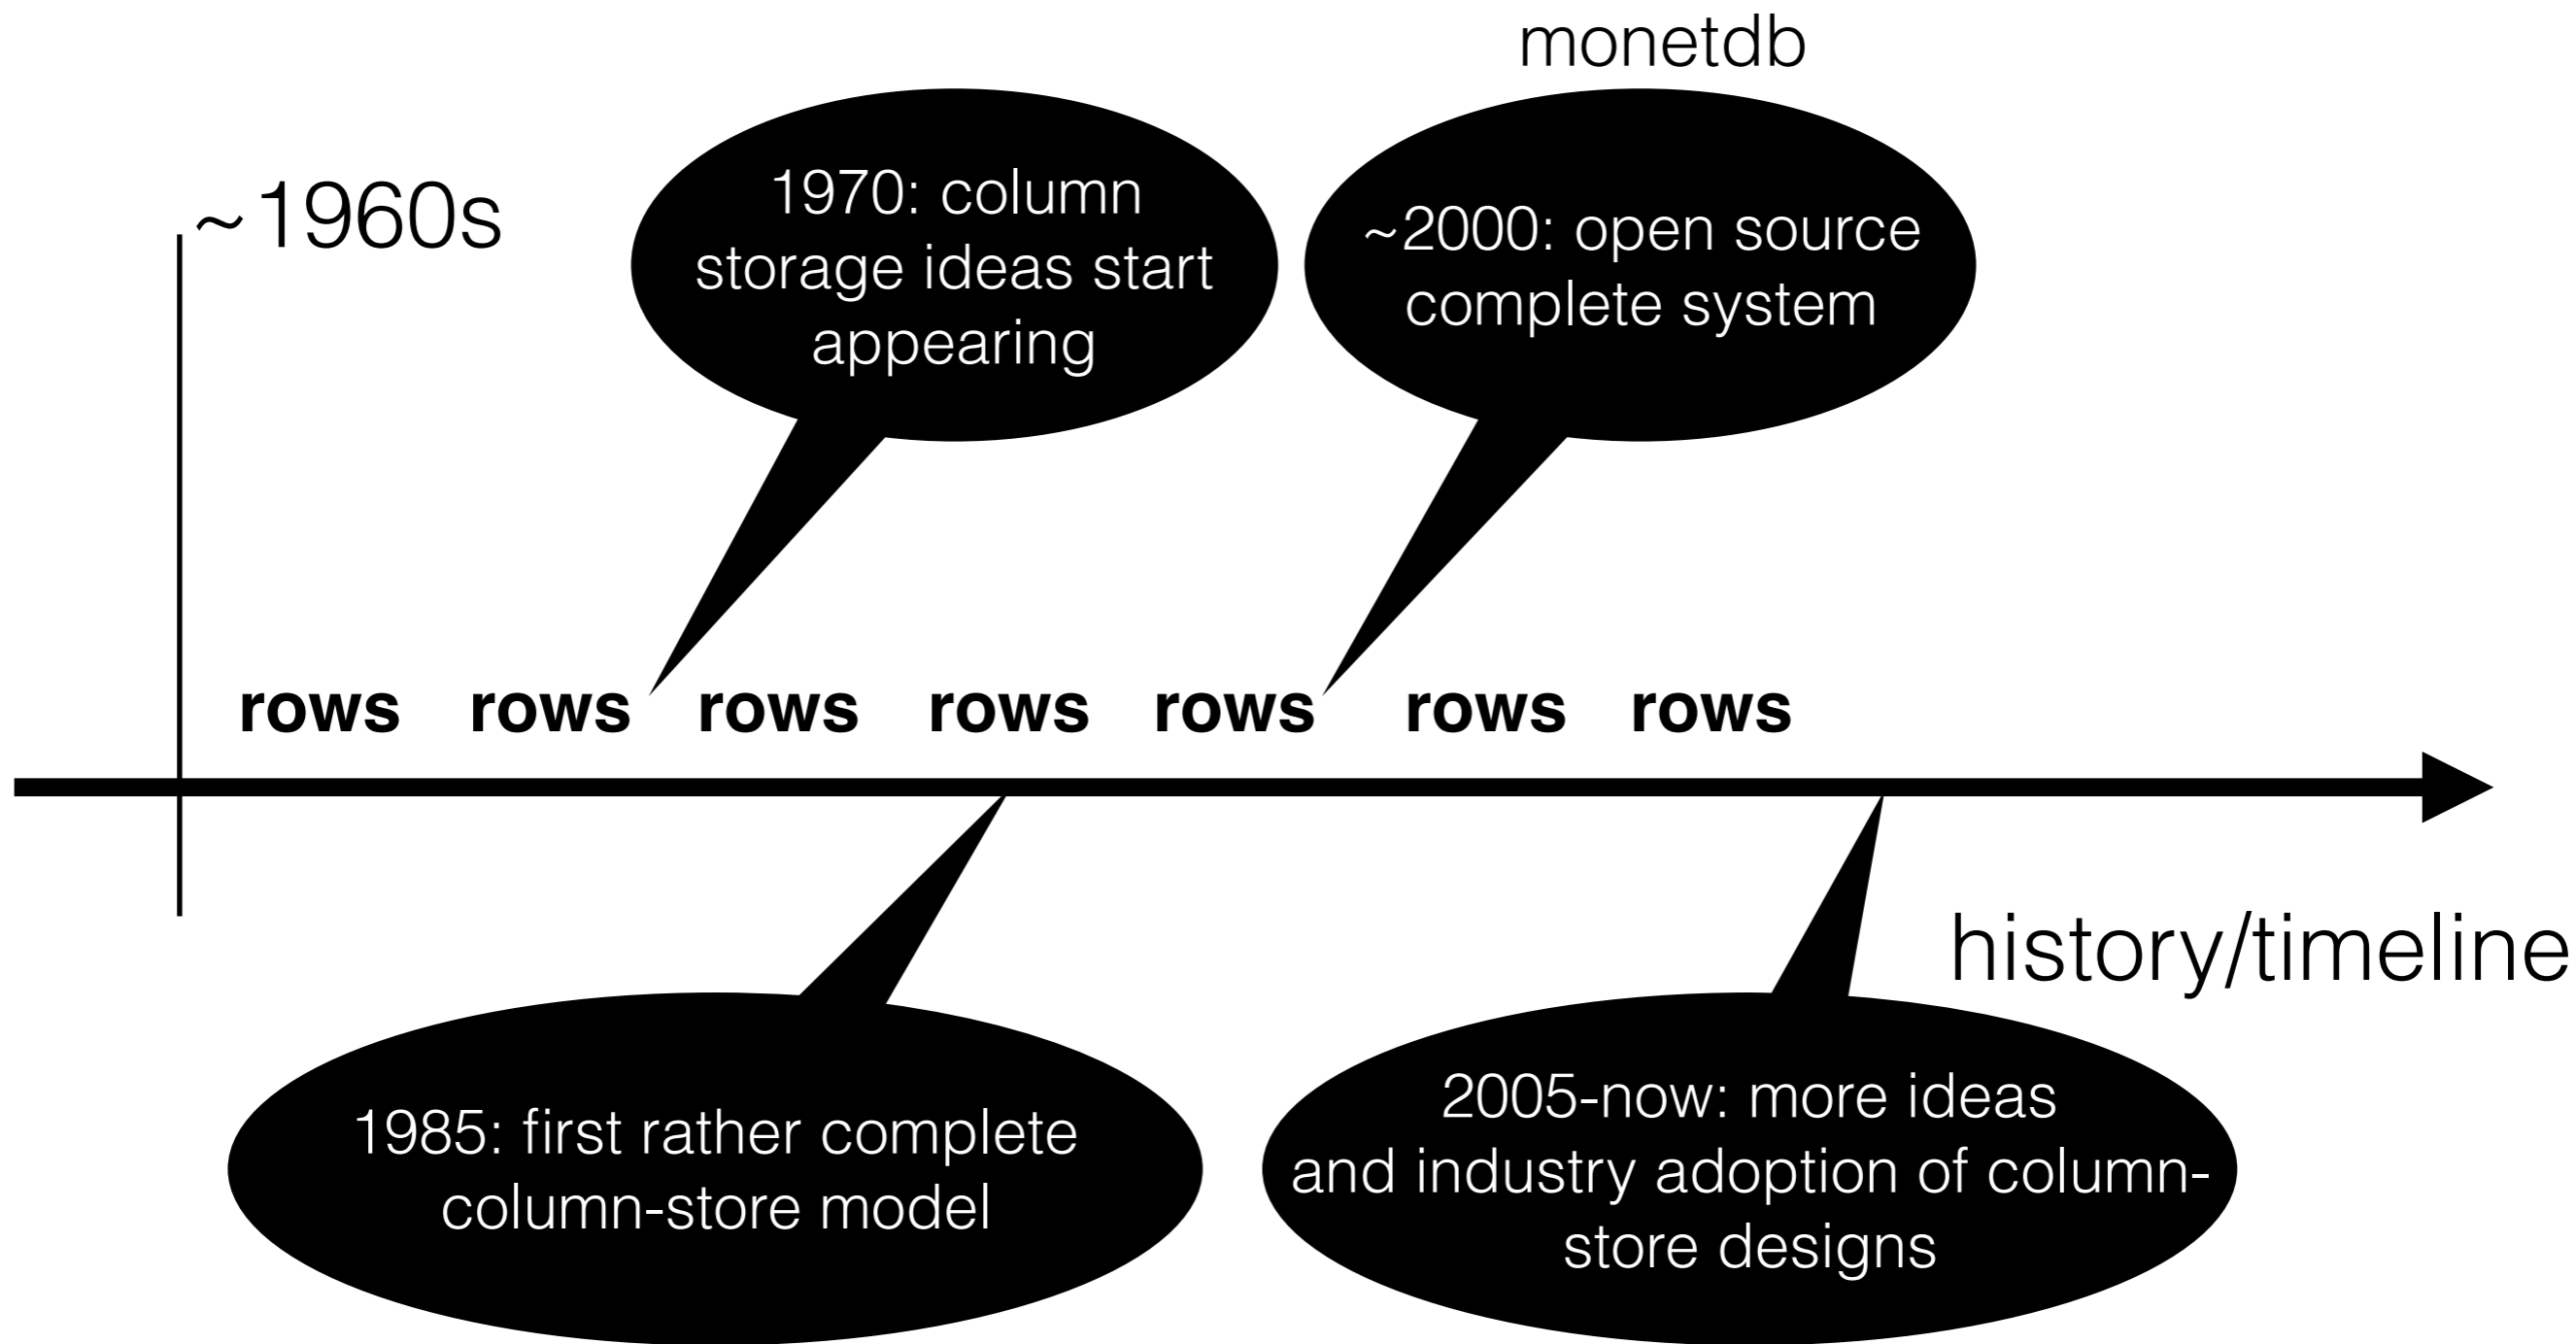 monetdb
~1960s
1970: column
storage ideas start
appearing
~2000: open source
complete system
rows rows rows rows rows rows rows
history/timeline
1985: first rather complete
column-store model
2005-now: more ideas
and industry adoption of column-
store designs